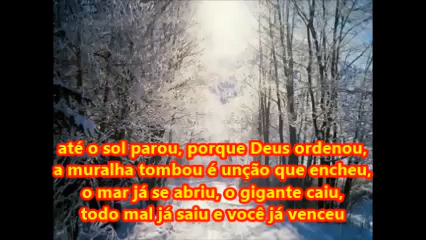 até o sol parou, porque Deus ordenou,
a muralha tombou é unção que encheu,
o mar já se abriu, o gigante caiu,
todo mal já saiu e você já venceu